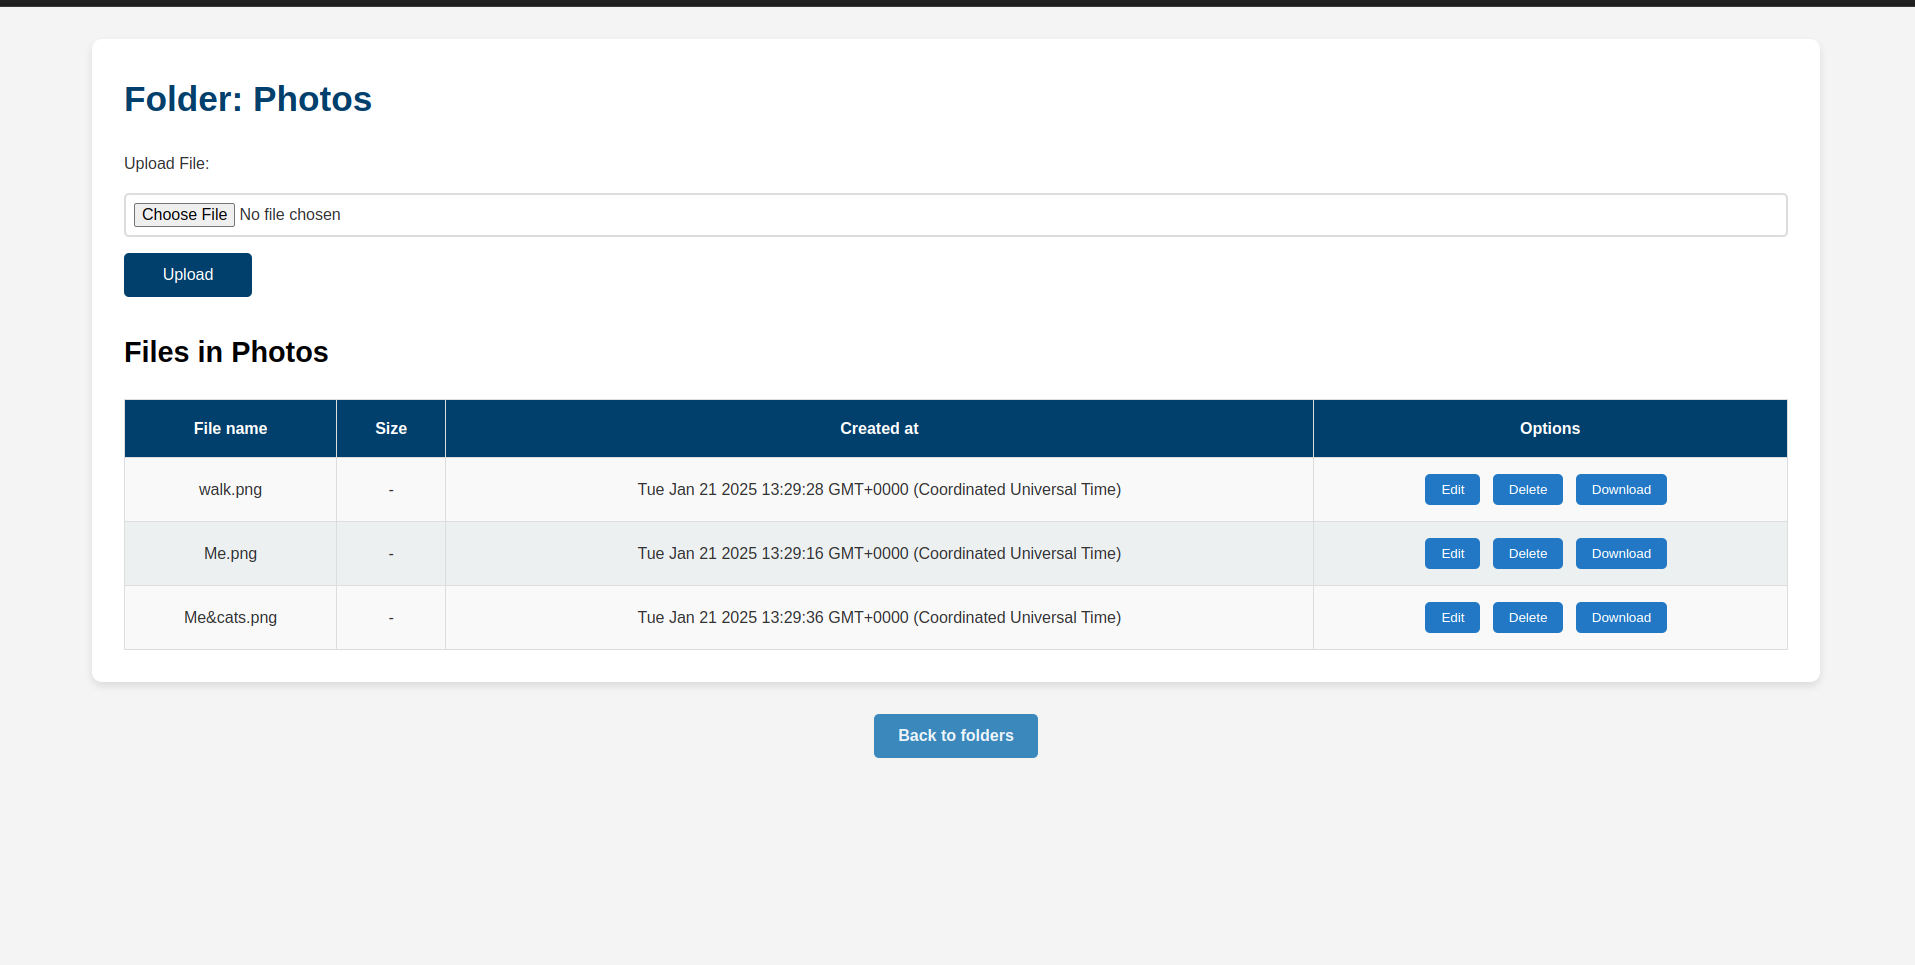 Folder: Photos
Upload File:
Choose File No file chosen
Upload
Files in Photos
File name Size Created at Options
walk.png - Tue Jan 21 2025 13:29:28 GMT+0000 (Coordinated Universal Time) Edit Delete Download
Me.png - Tue Jan 21 2025 13:29:16 GMT+0000 (Coordinated Universal Time) Edit Delete Download
Me&cats.png - Tue Jan 21 2025 13:29:36 GMT+0000 (Coordinated Universal Time) Edit Delete Download
Back to folders